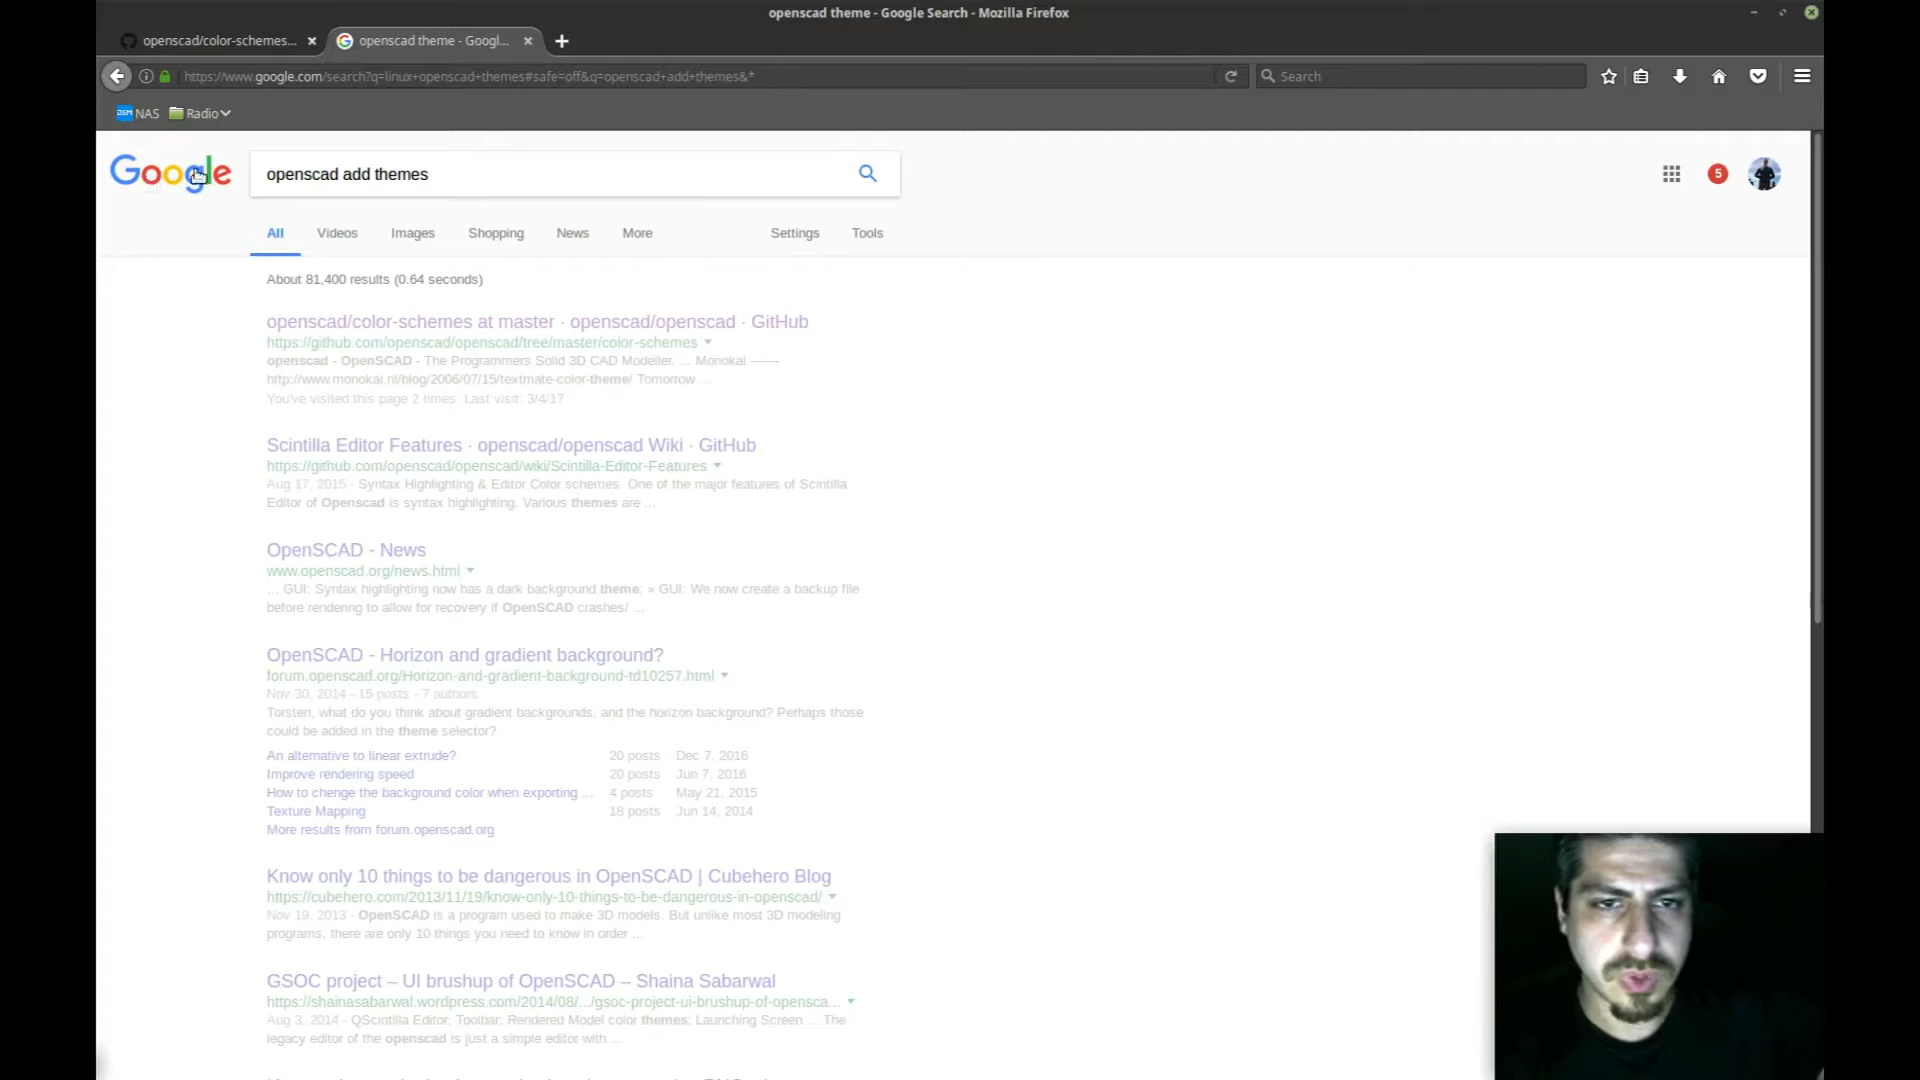 openscad theme - Google Search - Mozilla Firefox
openscad/color-schemes...
openscad theme - Googl...
https://www.google.com/search?q=linux+openscad+themes#safe=off&q=openscad+add+themes&*
Search
NAS
Radio
Google
openscad add themes
5
All Videos Images Shopping News More Settings Tools
About 81,400 results (0.64 seconds)
openscad/color-schemes at master · openscad/openscad · GitHub
https://github.com/openscad/openscad/tree/master/color-schemes
openscad - OpenSCAD - The Programmers Solid 3D CAD Modeller. ... Monokai -------
http://www.monokai.nl/blog/2006/07/15/textmate-color-theme/ Tomorrow ...
You've visited this page 2 times. Last visit: 3/4/17
Scintilla Editor Features · openscad/openscad Wiki · GitHub
https://github.com/openscad/openscad/wiki/Scintilla-Editor-Features
Aug 17, 2015 - Syntax Highlighting & Editor Color schemes. One of the major features of Scintilla
Editor of Openscad is syntax highlighting. Various themes are ...
OpenSCAD - News
www.openscad.org/news.html
... GUI: Syntax highlighting now has a dark background theme; » GUI: We now create a backup file
before rendering to allow for recovery if OpenSCAD crashes/ ...
OpenSCAD - Horizon and gradient background?
forum.openscad.org/Horizon-and-gradient-background-td10257.html
Nov 30, 2014 - 15 posts - 7 authors
Torsten, what do you think about gradient backgrounds, and the horizon background? Perhaps those
could be added in the theme selector?
An alternative to linear extrude? 20 posts Dec 7, 2016
Improve rendering speed 20 posts Jun 7, 2016
How to change the background color when exporting ... 4 posts May 21, 2015
Texture Mapping 18 posts Jun 14, 2014
More results from forum.openscad.org
Know only 10 things to be dangerous in OpenSCAD | Cubehero Blog
https://cubehero.com/2013/11/19/know-only-10-things-to-be-dangerous-in-openscad/
Nov 19, 2013 - OpenSCAD is a program used to make 3D models. But unlike most 3D modeling
programs, there are only 10 things you need to know in order ...
GSOC project – UI brushup of OpenSCAD – Shaina Sabarwal
https://shainasabarwal.wordpress.com/2014/08/.../gsoc-project-ui-brushup-of-opensca...
Aug 3, 2014 - QScintilla Editor; Toolbar; Rendered Model color themes; Launching Screen ... The
legacy editor of the openscad is just a simple editor with ...